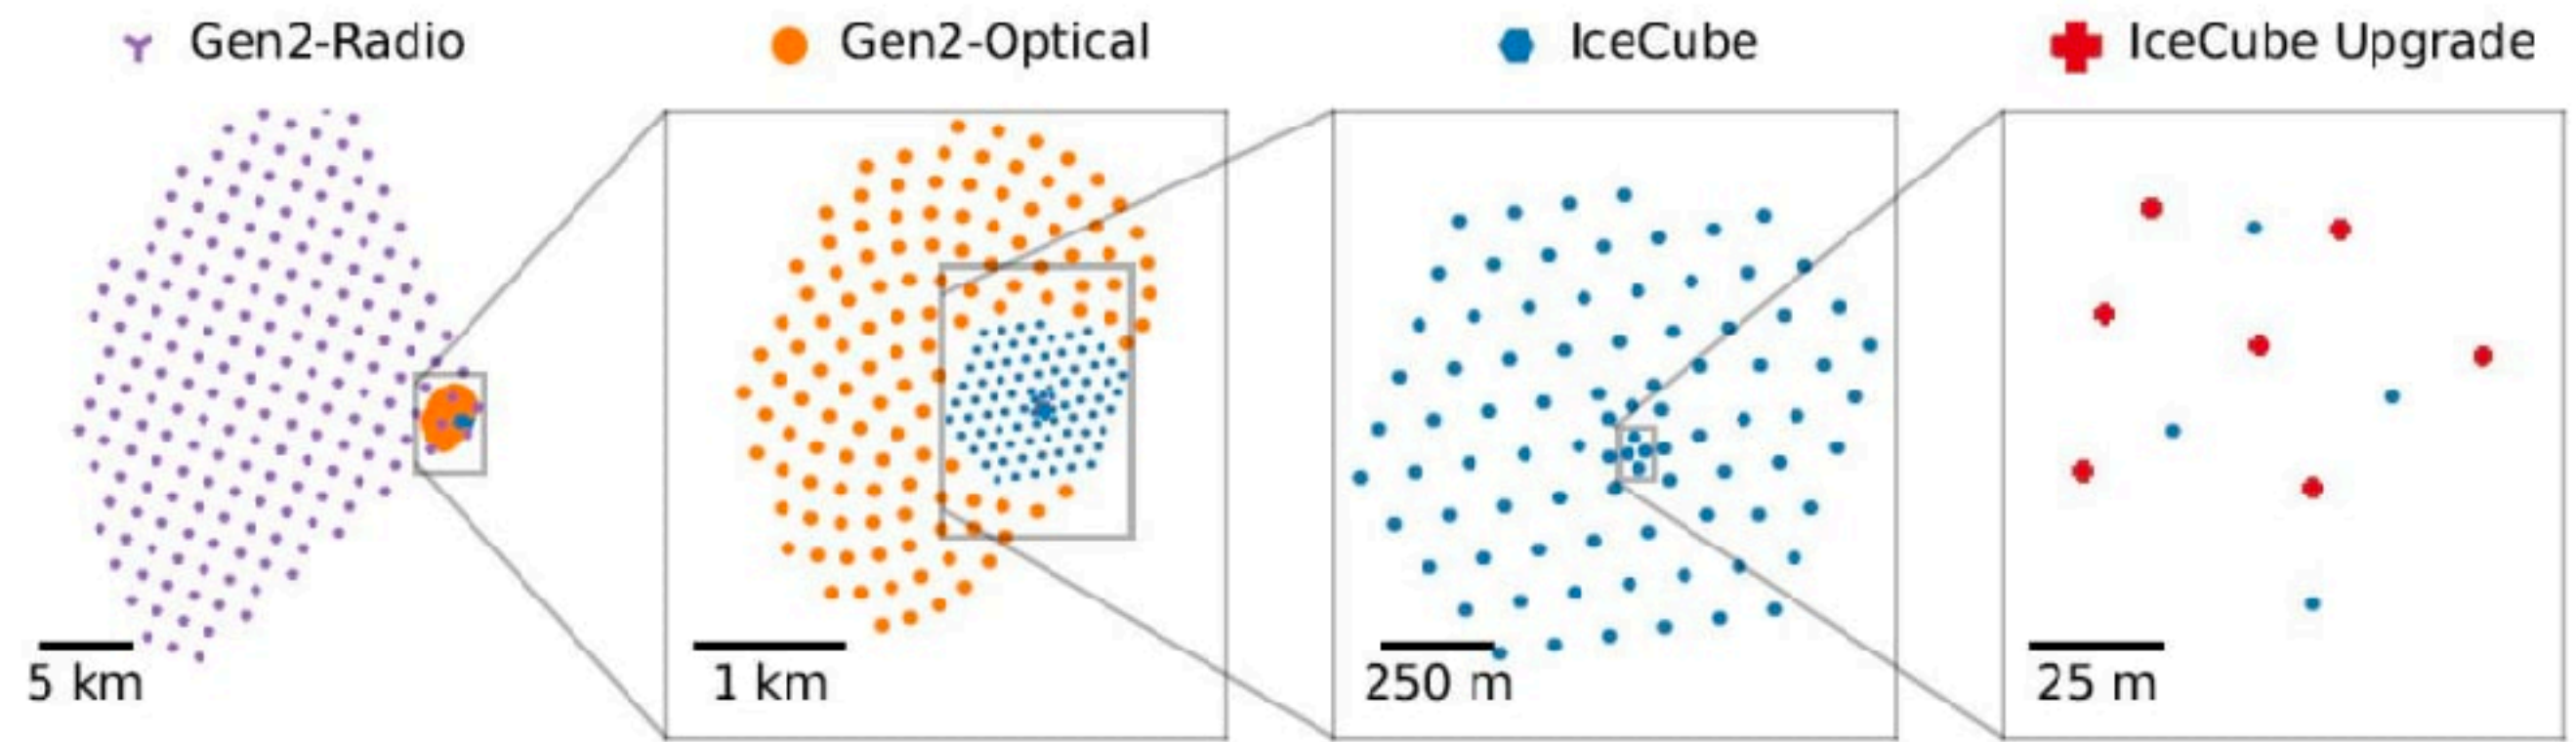 Gen2-Radio
Gen2-Optical
IceCube
IceCube Upgrade
5 km
1 km
250 m
25 m